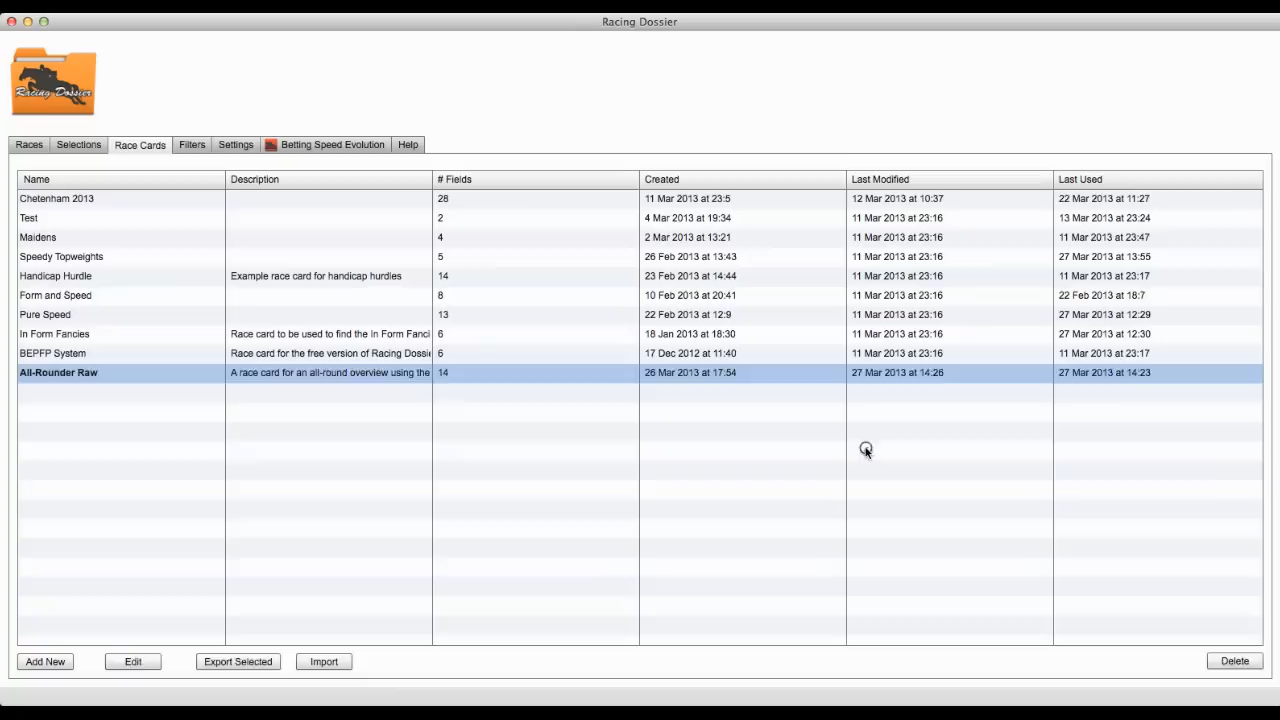 Racing Dossier
Racing Dossier
Races Selections Race Cards Filters Settings Betting Speed Evolution Help
Name Description # Fields Created Last Modified Last Used
Chetenham 2013 28 11 Mar 2013 at 23:5 12 Mar 2013 at 10:37 22 Mar 2013 at 11:27
Test 2 4 Mar 2013 at 19:34 11 Mar 2013 at 23:16 13 Mar 2013 at 23:24
Maidens 4 2 Mar 2013 at 13:21 11 Mar 2013 at 23:16 11 Mar 2013 at 23:47
Speedy Topweights 5 26 Feb 2013 at 13:43 11 Mar 2013 at 23:16 27 Mar 2013 at 13:55
Handicap Hurdle Example race card for handicap hurdles 14 23 Feb 2013 at 14:44 11 Mar 2013 at 23:16 11 Mar 2013 at 23:17
Form and Speed 8 10 Feb 2013 at 20:41 11 Mar 2013 at 23:16 22 Feb 2013 at 18:7
Pure Speed 13 22 Feb 2013 at 12:9 11 Mar 2013 at 23:16 27 Mar 2013 at 12:29
In Form Fancies Race card to be used to find the In Form Fanci 6 18 Jan 2013 at 18:30 11 Mar 2013 at 23:16 27 Mar 2013 at 12:30
BEPFP System Race card for the free version of Racing Dossie 6 17 Dec 2012 at 11:40 11 Mar 2013 at 23:16 11 Mar 2013 at 23:17
All-Rounder Raw A race card for an all-round overview using the 14 26 Mar 2013 at 17:54 27 Mar 2013 at 14:26 27 Mar 2013 at 14:23
Add New Edit Export Selected Import Delete